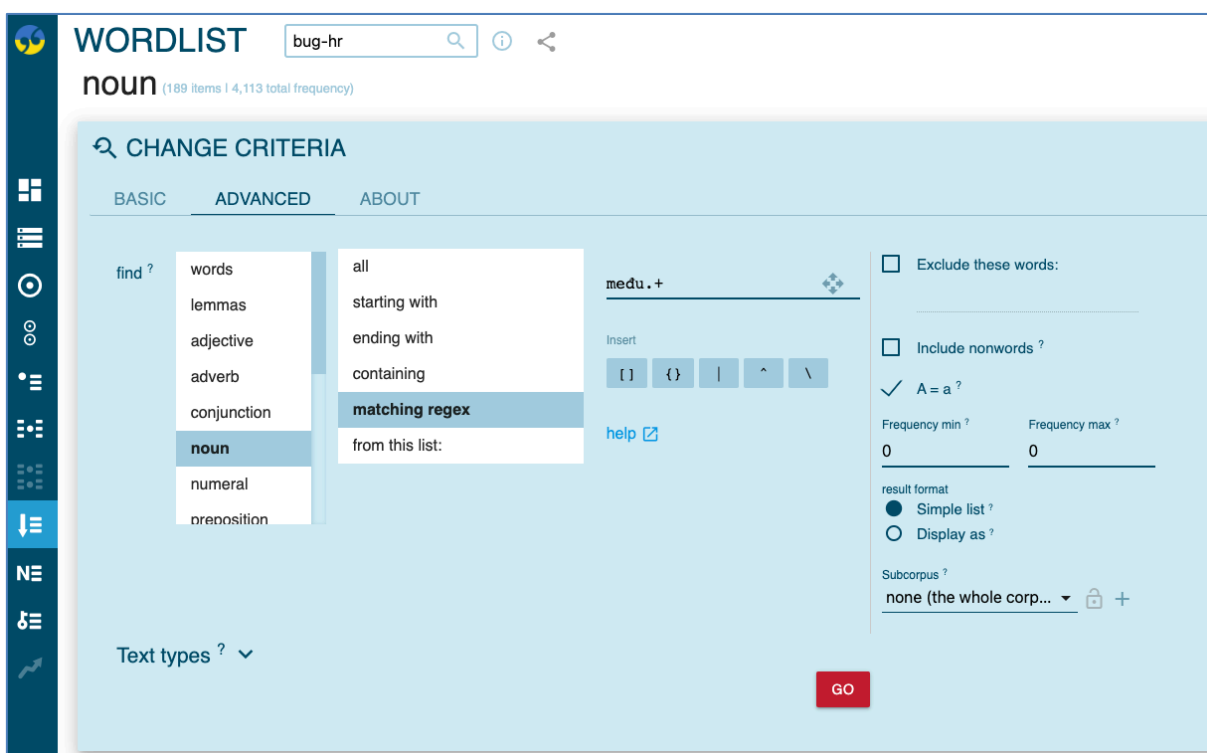 WORDLIST
bug-hr
noun (189 items | 4,113 total frequency)
CHANGE CRITERIA
BASIC ADVANCED ABOUT
find ?
words
lemmas
adjective
adverb
conjunction
noun
numeral
preposition
all
starting with
ending with
containing
matching regex
from this list:
među.+
Insert
[] {} | ^ \
help
Exclude these words:
Include nonwords ?
A = a ?
Frequency min ? Frequency max ?
0 0
result format
Simple list ?
Display as ?
Subcorpus ?
none (the whole corp...
Text types ?
GO